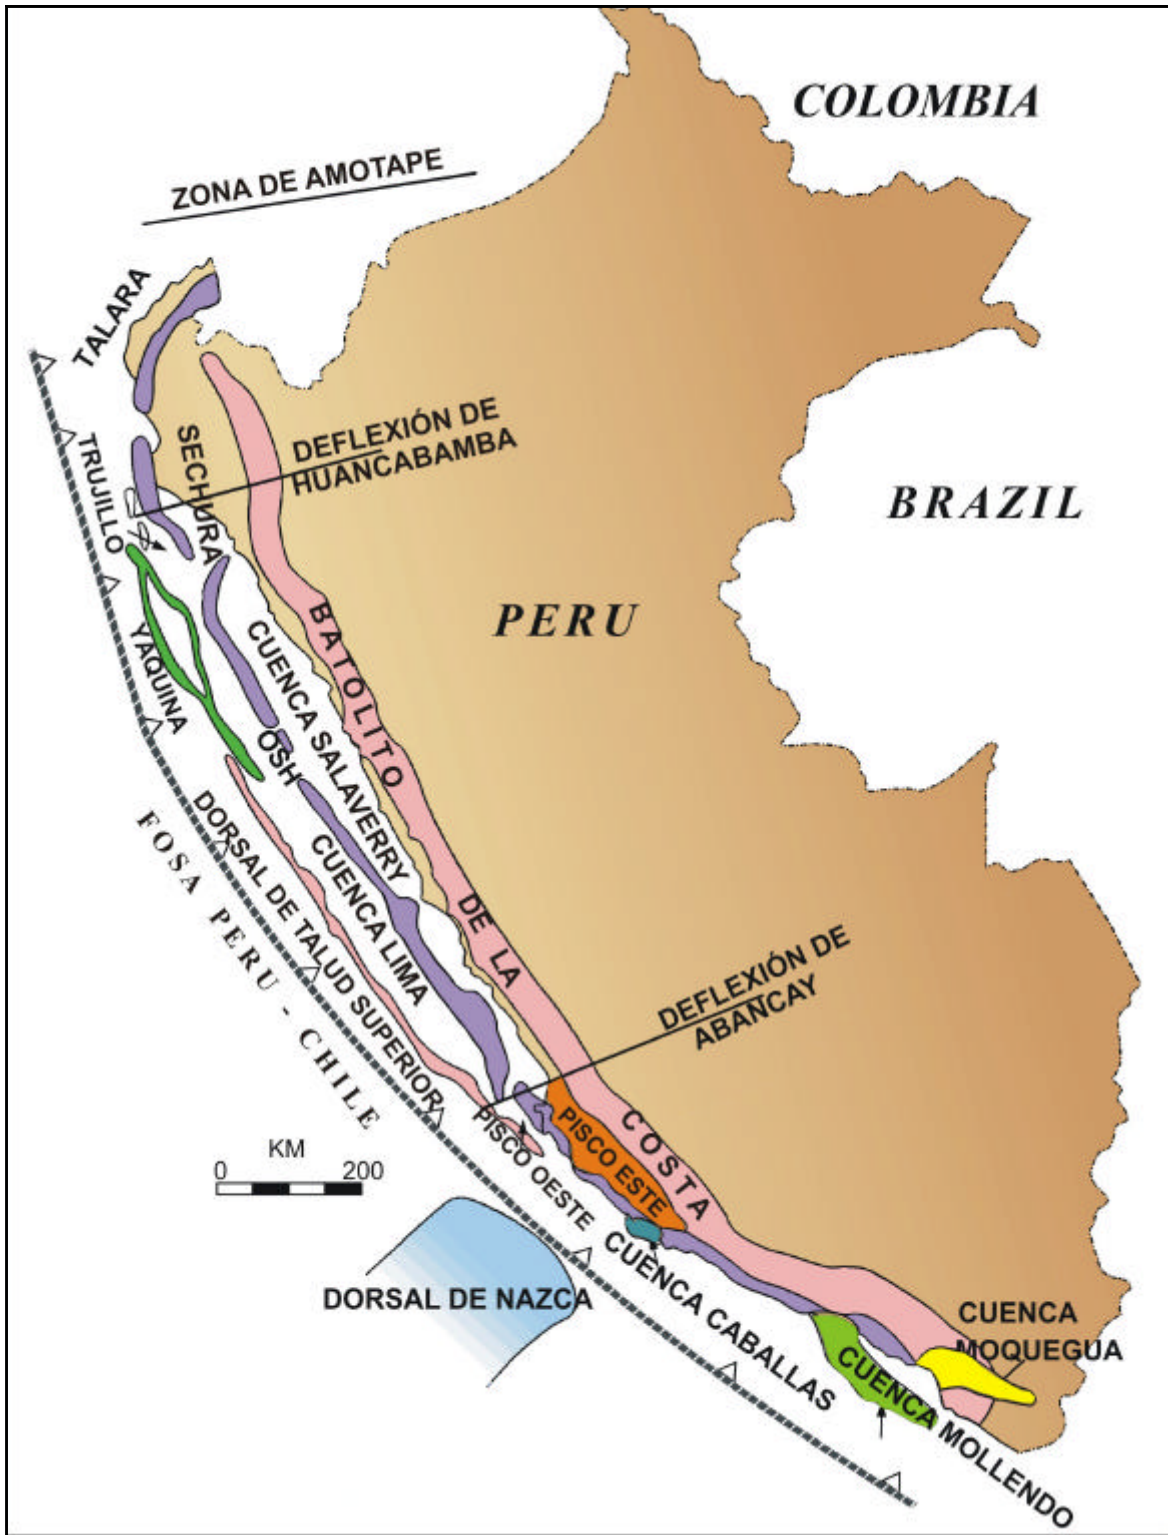 COLOMBIA
ZONA DE AMOTAPE
TALARA
DEFLEXIÓN DE
HUANCABAMBA
SECHURA
TRUJILLO
BRAZIL
PERU
YAQUINA
CUENCA SALAVERRY
BATOLITO DE LA COSTA
OSH
CUENCA LIMA
DORSAL DE TALUD SUPERIOR
FOSA PERU - CHILE
DEFLEXIÓN DE
ABANCAY
KM
0 200
PISCO OESTE
PISCO ESTE
DORSAL DE NAZCA
CUENCA CABALLAS
CUENCA
MOQUEGUA
CUENCA MOLLENDO